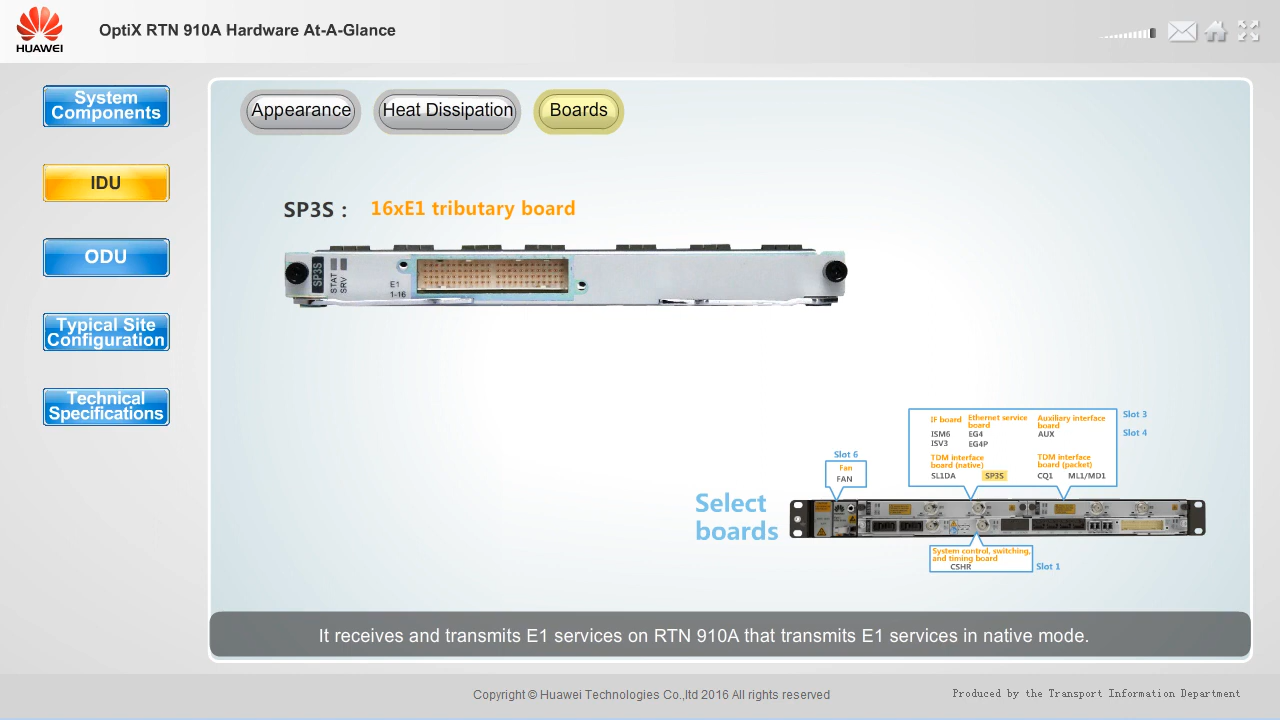 HUAWEI
OptiX RTN 910A Hardware At-A-Glance
System
Components
IDU
ODU
Typical Site
Configuration
Technical
Specifications
Appearance
Heat Dissipation
Boards
SP3S : 16xE1 tributary board
SP3S
STAT
SRV
E1
1-16
Select
boards
Slot 6
Fan
FAN
IF board
ISM6
ISV3
Ethernet service
board
EG4
EG4P
Auxiliary interface
board
AUX
TDM interface
board (native)
SL1DA SP3S
TDM interface
board (packet)
CQ1 ML1/MD1
Slot 3
Slot 4
System control, switching,
and timing board
CSHR
Slot 1
It receives and transmits E1 services on RTN 910A that transmits E1 services in native mode.
Copyright © Huawei Technologies Co.,ltd 2016 All rights reserved
Produced by the Transport Information Department